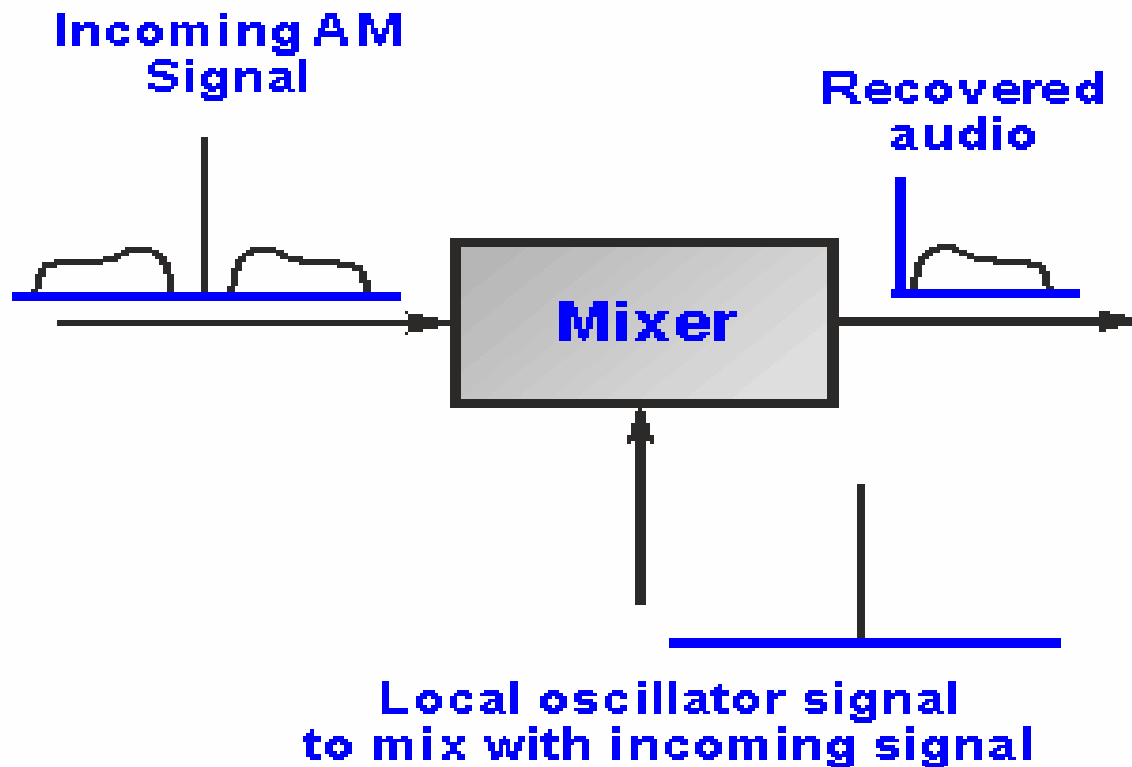 Incoming AM
Signal
Recovered
audio
Mixer
Local oscillator signal
to mix with incoming signal